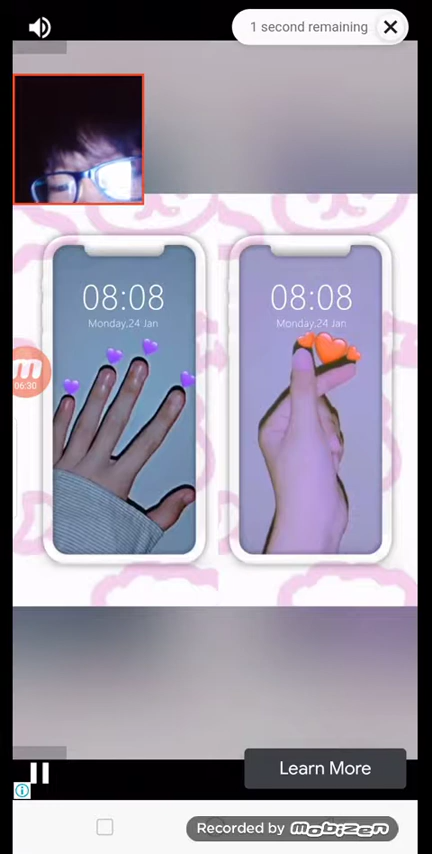 1 second remaining
08:08
Monday,24 Jan
08:08
Monday,24 Jan
06:30
Learn More
Recorded by mobizen